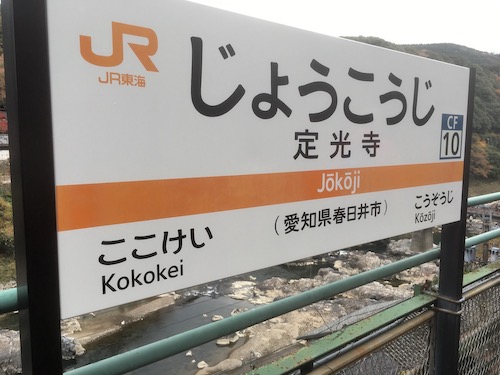 JR
JR東海
じょうこうじ
定光寺
CF
10
Jōkōji
ここけい
Kokokei
(愛知県春日井市)
こうぞうじ
Kōzōji